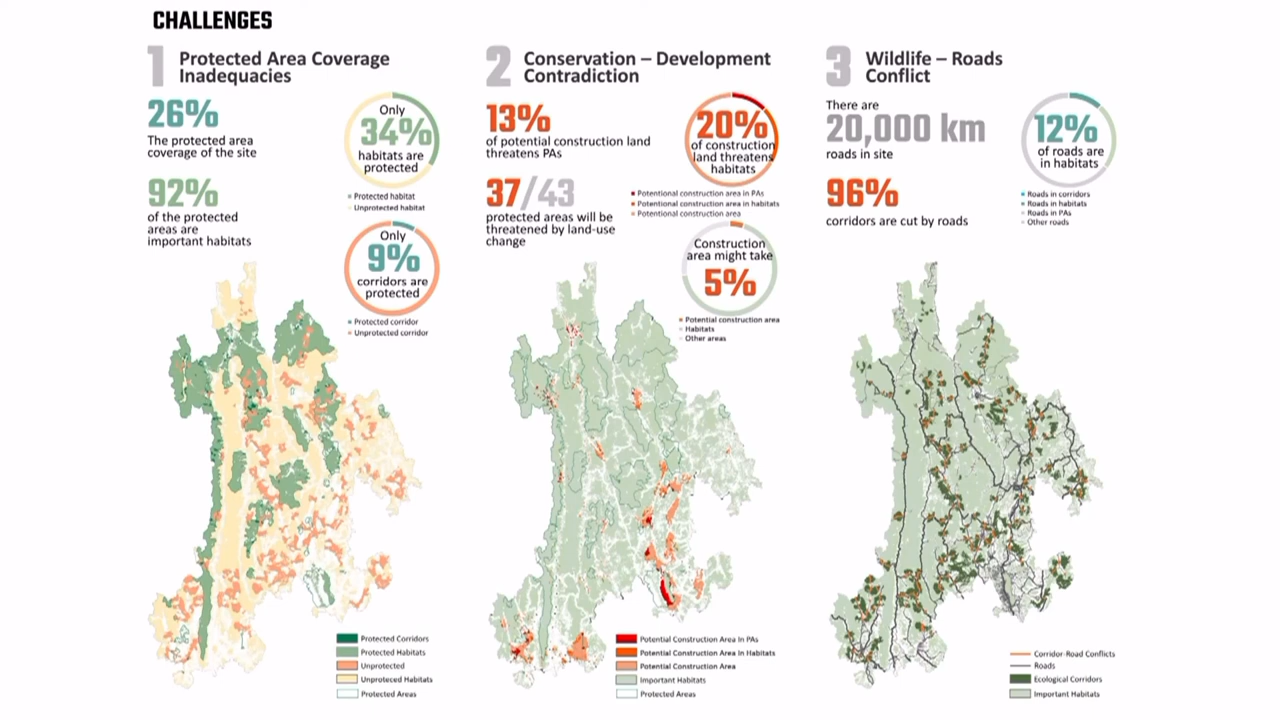 CHALLENGES
1 Protected Area Coverage
Inadequacies
26%
The protected area
coverage of the site
92%
of the protected
areas are
important habitats
Only
34%
habitats are
protected
Protected habitat
Unprotected habitat
Only
9%
corridors are
protected
Protected corridor
Unprotected corridor
Protected Corridors
Protected Habitats
Unprotected
Unproteced Habitats
Protected Areas
2 Conservation – Development
Contradiction
13%
of potential construction land
threatens PAs
37/43
protected areas will be
threatened by land-use
change
20%
of construction
land threatens
habitats
Potentional construction area in PAs
Potentional construction area in habitats
Potentional construction area
Construction
area might take
5%
Potential construction area
Habitats
Other areas
Potential Construction Area In PAs
Potential Construction Area In Habitats
Potential Construction Area
Important Habitats
Protected Areas
3 Wildlife – Roads
Conflict
There are
20,000 km
roads in site
96%
corridors are cut by roads
12%
of roads are
in habitats
Roads in corridors
Roads in habitats
Roads in PAs
Other roads
Corridor-Road Conflicts
Roads
Ecological Corridors
Important Habitats